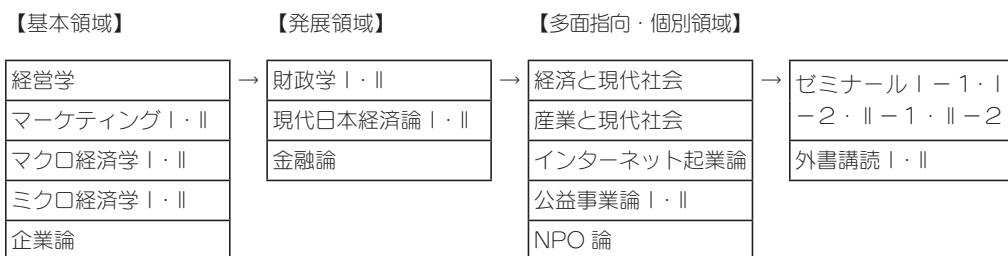 【基本領域】
【発展領域】
【多面指向・個別領域】
経営学
マーケティングⅠ・Ⅱ
マクロ経済学Ⅰ・Ⅱ
ミクロ経済学Ⅰ・Ⅱ
企業論
→
財政学Ⅰ・Ⅱ
現代日本経済論Ⅰ・Ⅱ
金融論
→
経済と現代社会
産業と現代社会
インターネット起業論
公益事業論Ⅰ・Ⅱ
NPO 論
→
ゼミナールⅠ－１・Ⅰ
－２・Ⅱ－１・Ⅱ－２
外書講読Ⅰ・Ⅱ